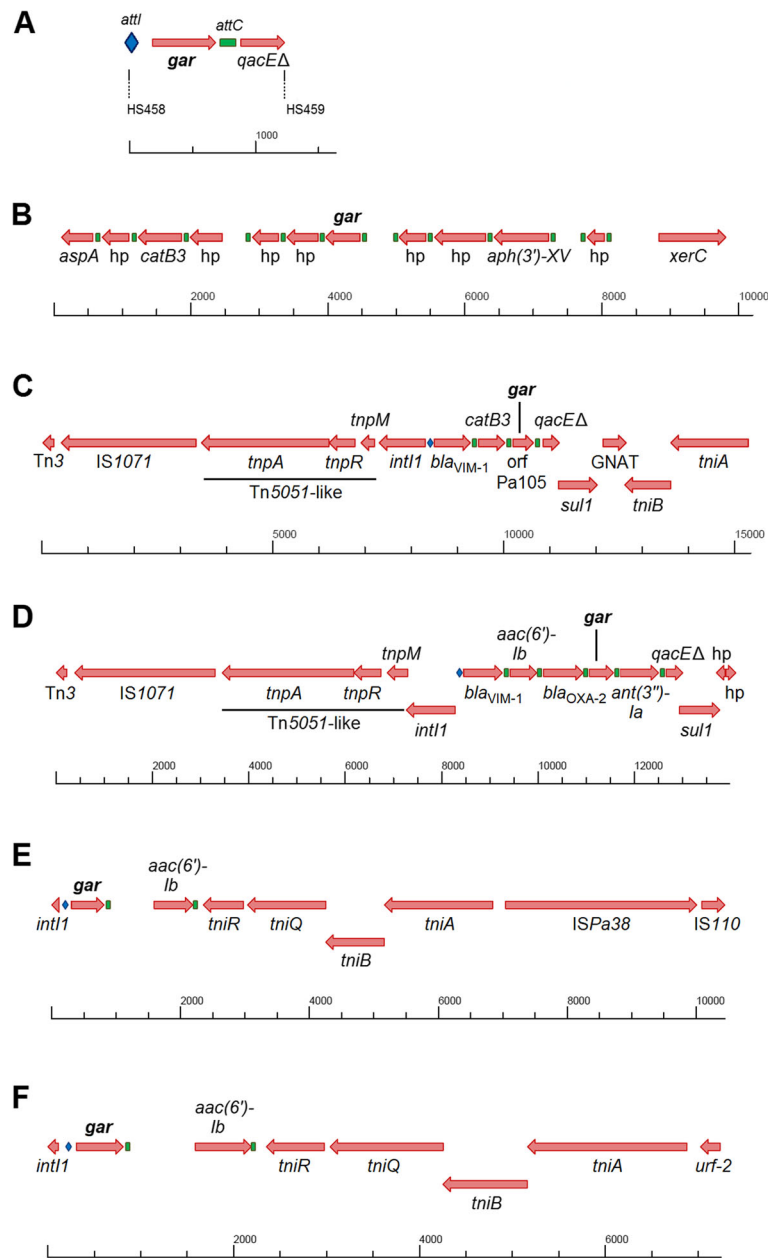 A
attI
attC
gar
qacEΔ
HS458
HS459
1000
B
gar
aspA hp catB3 hp hp hp hp hp aph(3')-XV hp xerC
2000 4000 6000 8000 10000
C
gar
tnpM catB3 qacEΔ
Tn3 IS1071 tnpA tnpR intI1 blaVIM-1 orf GNAT tniA
Pa105
Tn5051-like sul1 tniB
5000 10000 15000
D
gar
aac(6')-
tnpM Ib qacEΔ hp
Tn3 IS1071 tnpA tnpR blaVIM-1 blaOXA-2 ant(3")- hp
Ia
Tn5051-like intI1 sul1
2000 4000 6000 8000 10000 12000
E
aac(6')-
gar Ib
intI1 tniR tniQ tniA ISPa38 IS110
tniB
2000 4000 6000 8000 10000
F
aac(6')-
gar Ib
intI1 tniR tniQ tniA urf-2
tniB
2000 4000 6000